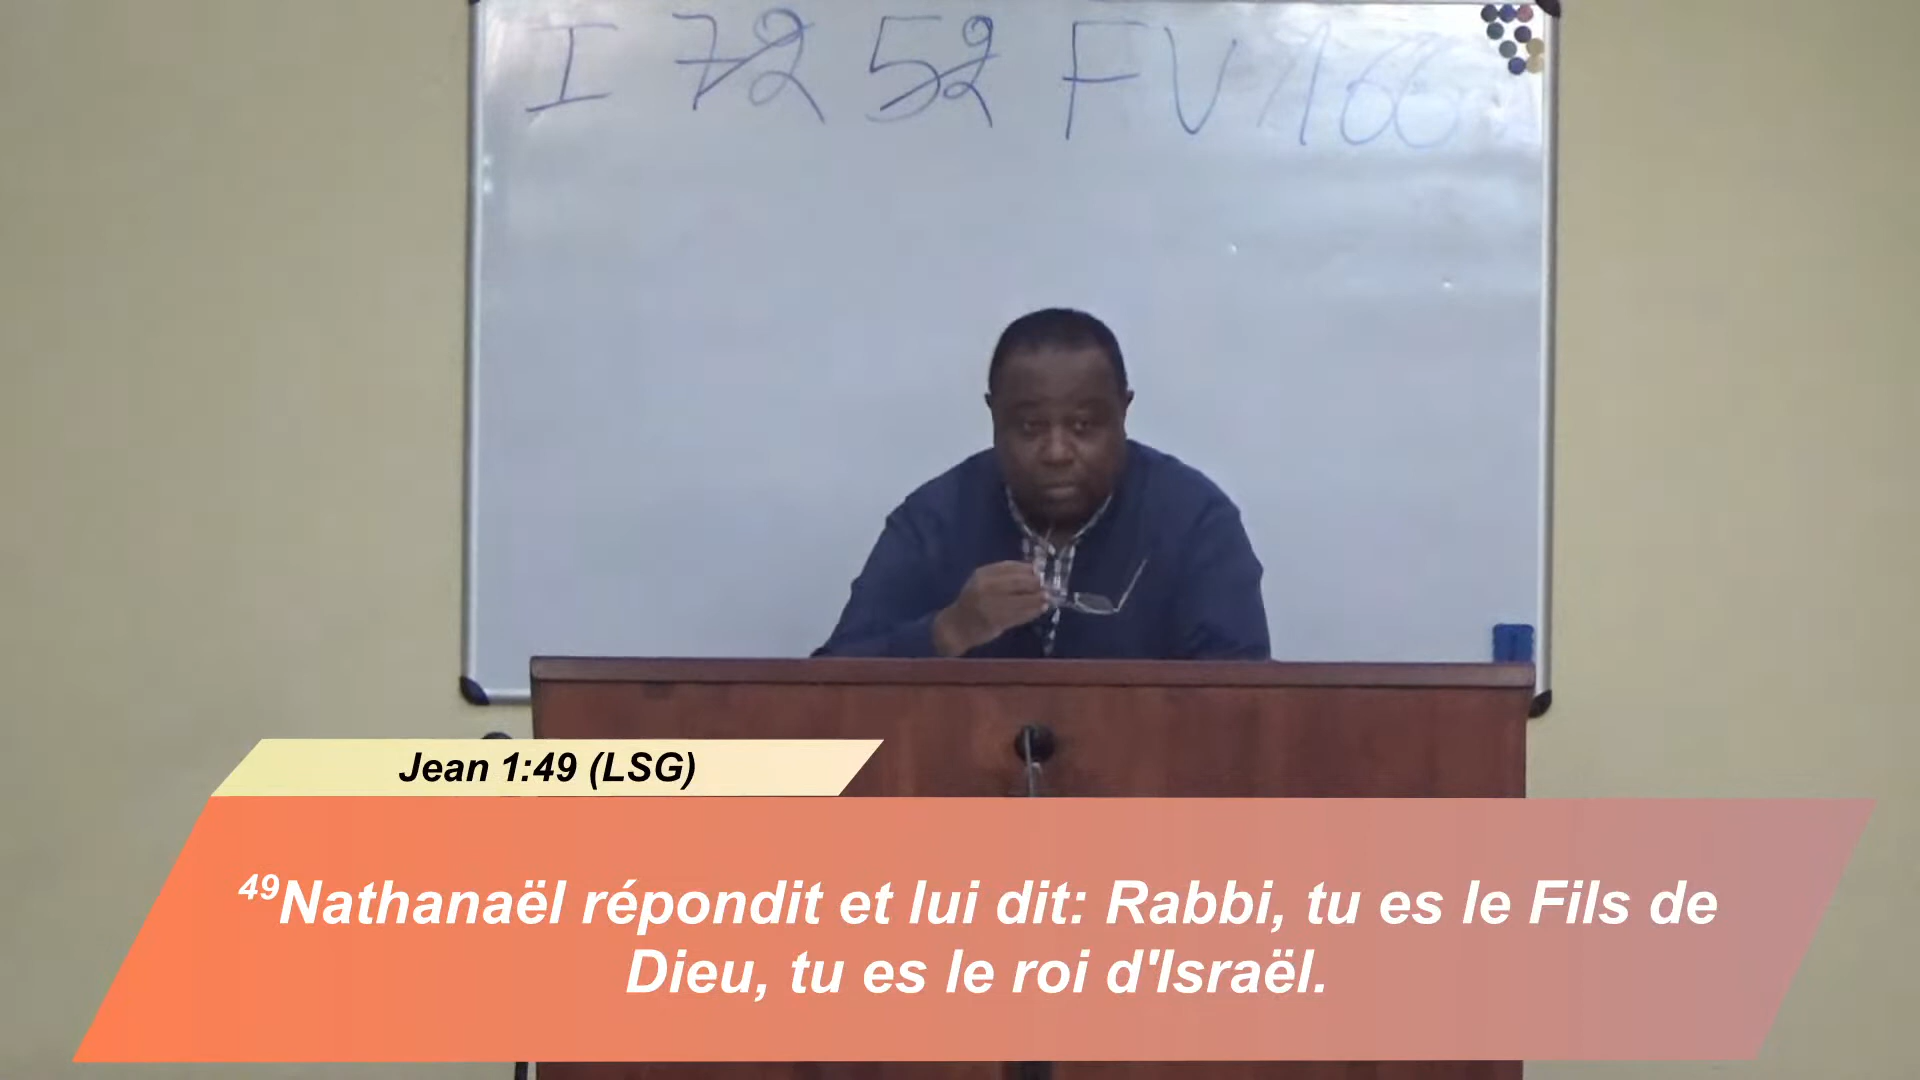 I 72 52 FV 166
Jean 1:49 (LSG)
49Nathanaël répondit et lui dit: Rabbi, tu es le Fils de
Dieu, tu es le roi d'Israël.